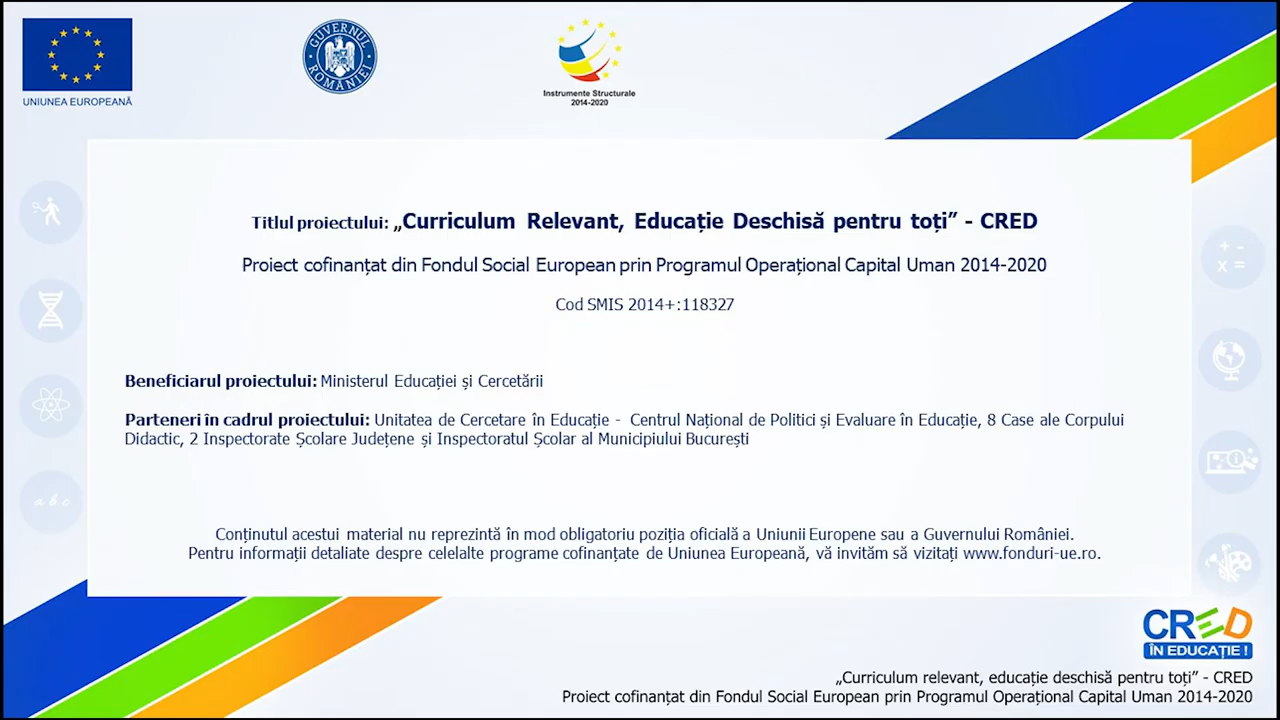 UNIUNEA EUROPEANĂ
GUVERNUL ROMÂNIEI
Instrumente Structurale
2014-2020
Titlul proiectului: „Curriculum Relevant, Educație Deschisă pentru toți” - CRED
Proiect cofinanțat din Fondul Social European prin Programul Operațional Capital Uman 2014-2020
Cod SMIS 2014+:118327
Beneficiarul proiectului: Ministerul Educației și Cercetării
Parteneri în cadrul proiectului: Unitatea de Cercetare în Educație - Centrul Național de Politici și Evaluare în Educație, 8 Case ale Corpului
Didactic, 2 Inspectorate Școlare Județene și Inspectoratul Școlar al Municipiului București
a b c
Conținutul acestui material nu reprezintă în mod obligatoriu poziția oficială a Uniunii Europene sau a Guvernului României.
Pentru informații detaliate despre celelalte programe cofinanțate de Uniunea Europeană, vă invităm să vizitați www.fonduri-ue.ro.
CRED
ÎN EDUCAȚIE !
„Curriculum relevant, educație deschisă pentru toți” - CRED
Proiect cofinanțat din Fondul Social European prin Programul Operațional Capital Uman 2014-2020